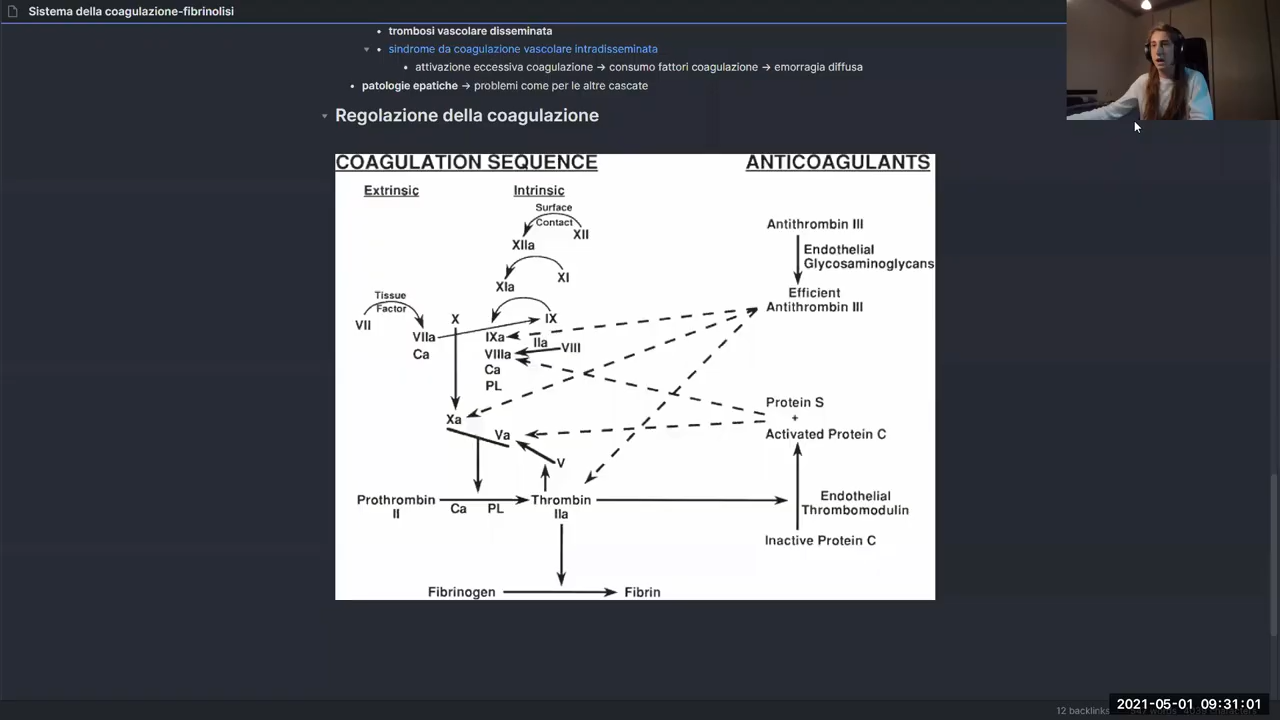 Sistema della coagulazione-fibrinolisi
• trombosi vascolare disseminata
• sindrome da coagulazione vascolare intradisseminata
• attivazione eccessiva coagulazione → consumo fattori coagulazione → emorragia diffusa
• patologie epatiche → problemi come per le altre cascate
Regolazione della coagulazione
COAGULATION SEQUENCE
ANTICOAGULANTS
Extrinsic
Intrinsic
Surface
Contact
XII
XIIa
XI
XIa
Tissue
Factor
VII
VIIa
Ca
X
IX
IXa
IIa
VIII
VIIIa
Ca
PL
Xa
Va
V
Prothrombin
II
Ca
PL
Thrombin
IIa
Fibrinogen
Fibrin
Antithrombin III
Endothelial
Glycosaminoglycans
Efficient
Antithrombin III
Protein S
+
Activated Protein C
Endothelial
Thrombomodulin
Inactive Protein C
12 backlinks
2021-05-01 09:31:01